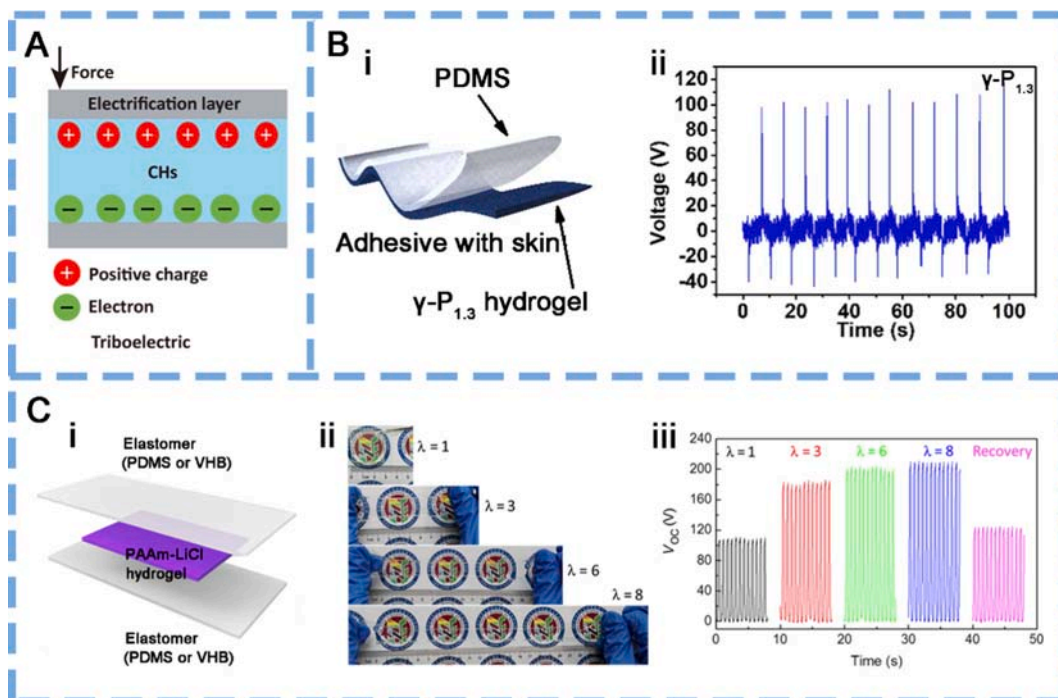 A
Force
Electrification layer
+ + + + + +
CHs
− − − − − −
+ Positive charge
− Electron
Triboelectric
B
i
PDMS
Adhesive with skin
γ-P1.3 hydrogel
ii
γ-P1.3
Voltage (V)
120
100
80
60
40
20
0
-20
-40
0 20 40 60 80 100
Time (s)
C
i
Elastomer
(PDMS or VHB)
PAAm-LiCl
hydrogel
Elastomer
(PDMS or VHB)
ii
λ = 1
λ = 3
λ = 6
λ = 8
iii
λ = 1 λ = 3 λ = 6 λ = 8 Recovery
VOC (V)
240
200
160
120
80
40
0
0 10 20 30 40 50
Time (s)